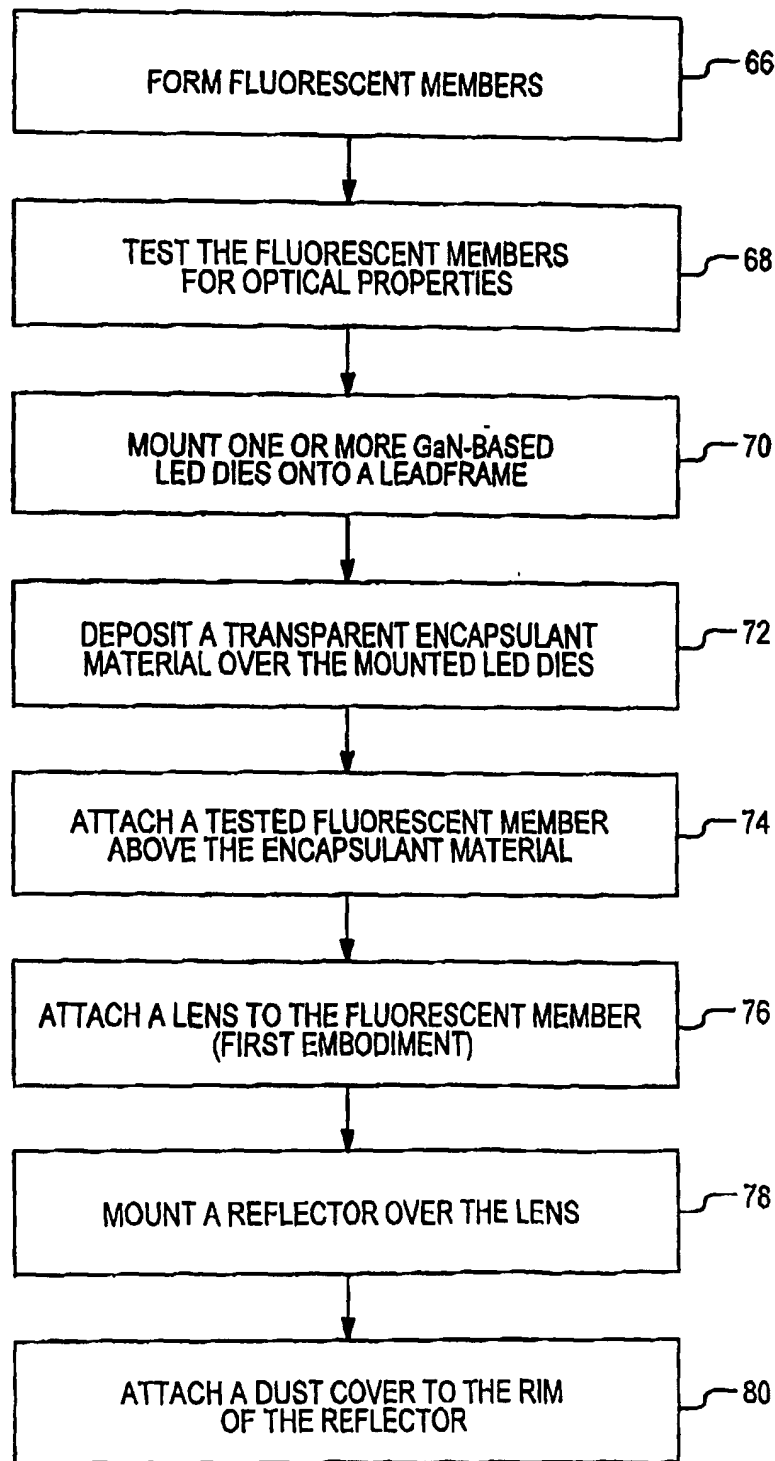 FORM FLUORESCENT MEMBERS
66
TEST THE FLUORESCENT MEMBERS
FOR OPTICAL PROPERTIES
68
MOUNT ONE OR MORE GaN-BASED
LED DIES ONTO A LEADFRAME
70
DEPOSIT A TRANSPARENT ENCAPSULANT
MATERIAL OVER THE MOUNTED LED DIES
72
ATTACH A TESTED FLUORESCENT MEMBER
ABOVE THE ENCAPSULANT MATERIAL
74
ATTACH A LENS TO THE FLUORESCENT MEMBER
(FIRST EMBODIMENT)
76
MOUNT A REFLECTOR OVER THE LENS
78
ATTACH A DUST COVER TO THE RIM
OF THE REFLECTOR
80